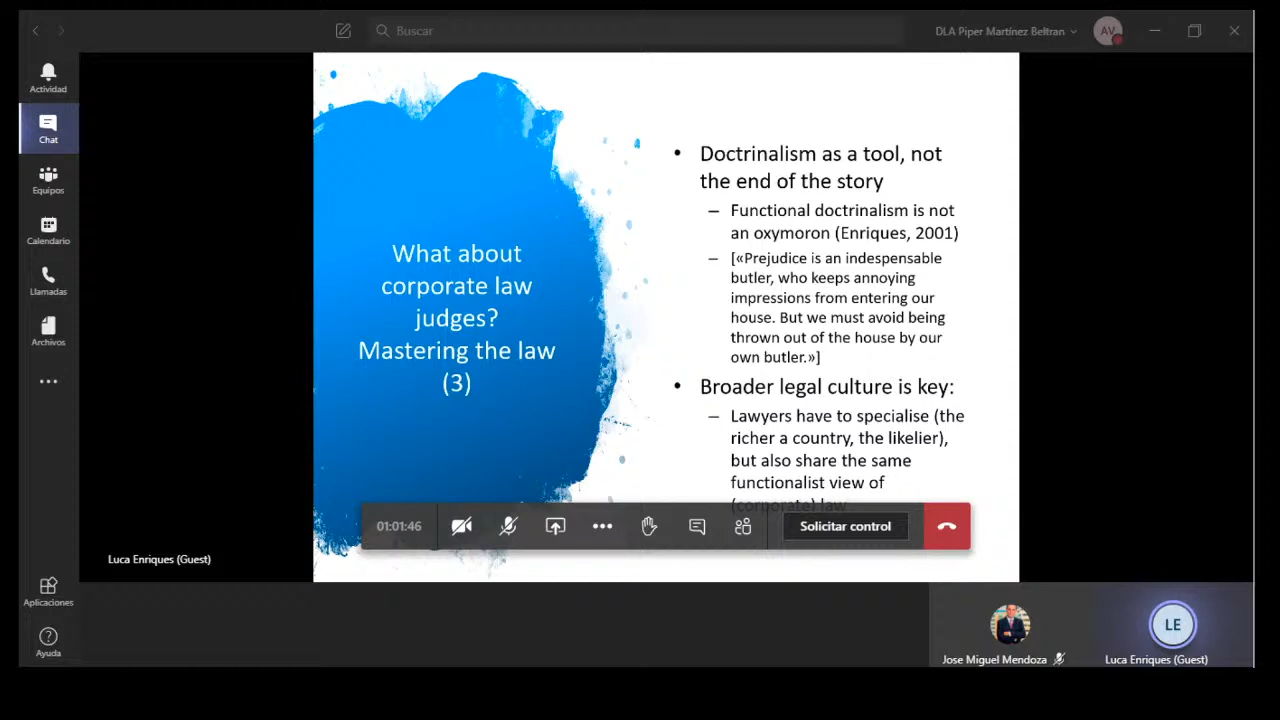 Buscar
DLA Piper Martínez Beltran
AV
Actividad
Chat
Equipos
Calendario
Llamadas
Archivos
Aplicaciones
Ayuda
What about
corporate law
judges?
Mastering the law
(3)
• Doctrinalism as a tool, not
the end of the story
– Functional doctrinalism is not
an oxymoron (Enriques, 2001)
– [«Prejudice is an indespensable
butler, who keeps annoying
impressions from entering our
house. But we must avoid being
thrown out of the house by our
own butler.»]
• Broader legal culture is key:
– Lawyers have to specialise (the
richer a country, the likelier),
but also share the same
functionalist view of
(corporate) law
01:01:46
Solicitar control
Luca Enriques (Guest)
Jose Miguel Mendoza
LE
Luca Enriques (Guest)